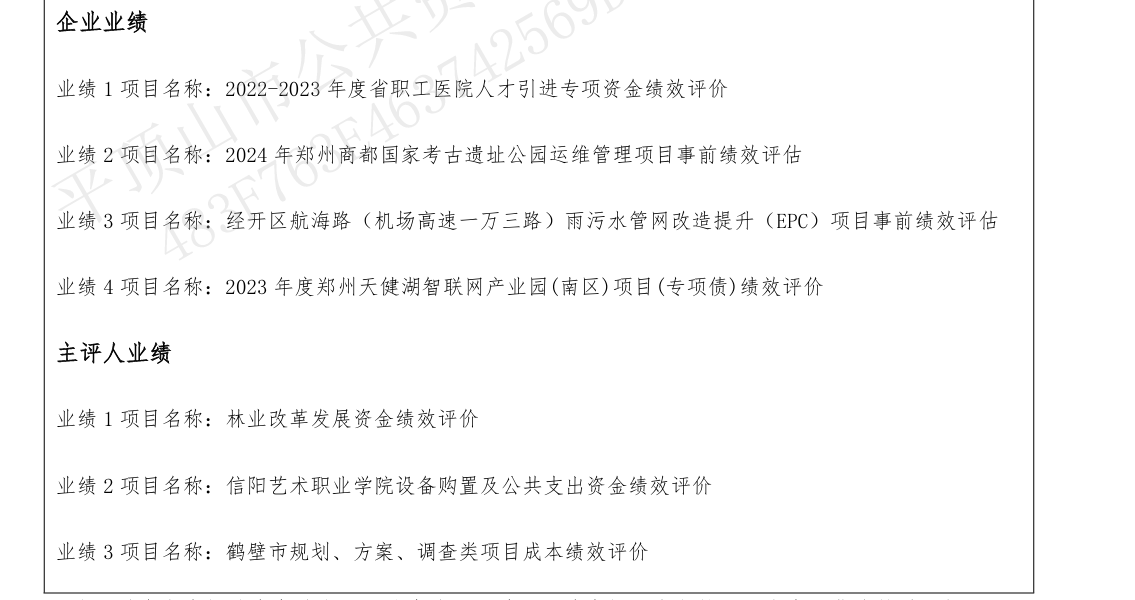 企业业绩
业绩 1 项目名称：2022-2023 年度省职工医院人才引进专项资金绩效评价
业绩 2 项目名称：2024 年郑州商都国家考古遗址公园运维管理项目事前绩效评估
业绩 3 项目名称：经开区航海路（机场高速一万三路）雨污水管网改造提升（EPC）项目事前绩效评估
业绩 4 项目名称：2023 年度郑州天健湖智联网产业园(南区)项目(专项债)绩效评价
主评人业绩
业绩 1 项目名称：林业改革发展资金绩效评价
业绩 2 项目名称：信阳艺术职业学院设备购置及公共支出资金绩效评价
业绩 3 项目名称：鹤壁市规划、方案、调查类项目成本绩效评价
平顶山市公共资